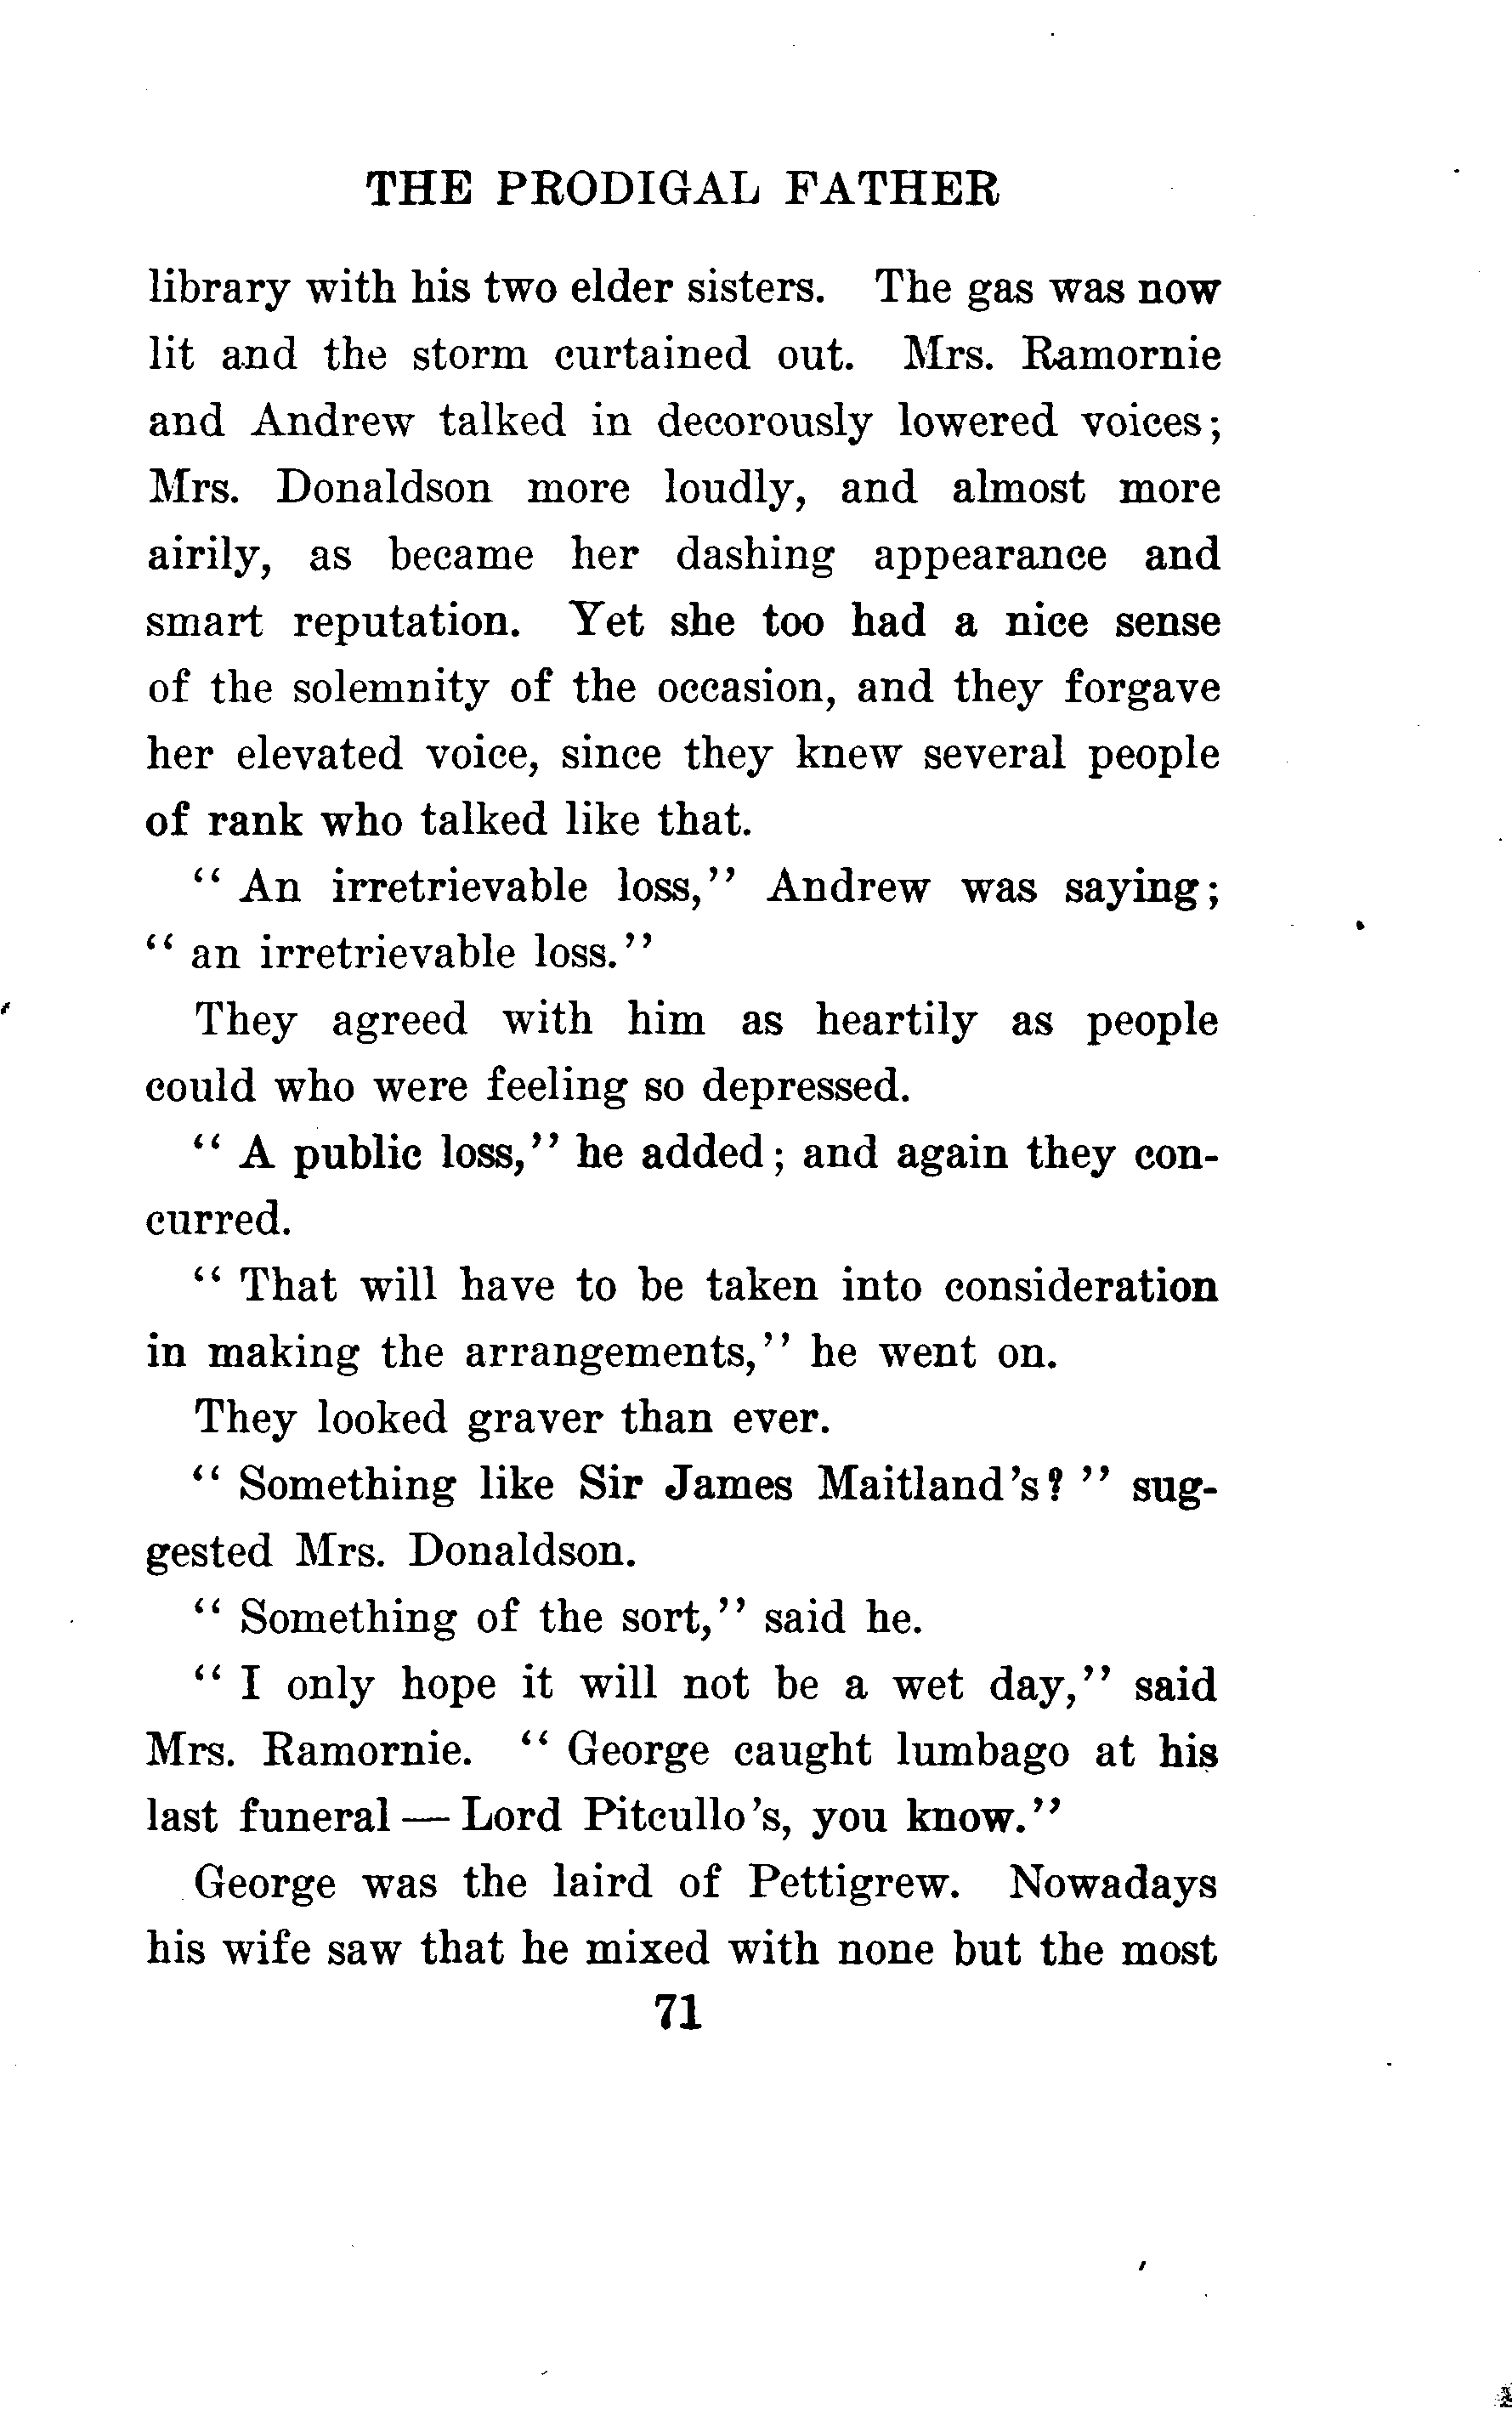 THE PRODIGAL FATHER
library with his two elder sisters. The gas was now
lit and the storm curtained out. Mrs. Ramornie
and Andrew talked in decorously lowered voices;
Mrs. Donaldson more loudly, and almost more
airily, as became her dashing appearance and
smart reputation. Yet she too had a nice sense
of the solemnity of the occasion, and they forgave
her elevated voice, since they knew several people
of rank who talked like that.
"An irretrievable loss," Andrew was saying;
"an irretrievable loss."
They agreed with him as heartily as people
could who were feeling so depressed.
"A public loss," he added; and again they con-
curred.
"That will have to be taken into consideration
in making the arrangements," he went on.
They looked graver than ever.
"Something like Sir James Maitland's?" sug-
gested Mrs. Donaldson.
"Something of the sort," said he.
"I only hope it will not be a wet day," said
Mrs. Ramornie. "George caught lumbago at his
last funeral — Lord Pitcullo's, you know."
George was the laird of Pettigrew. Nowadays
his wife saw that he mixed with none but the most
71